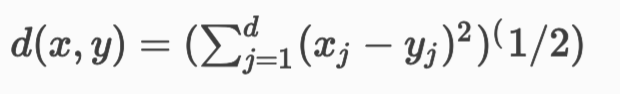 d(x, y) = (∑_{j=1}^{d} (x_j − y_j)^2)^(1/2)